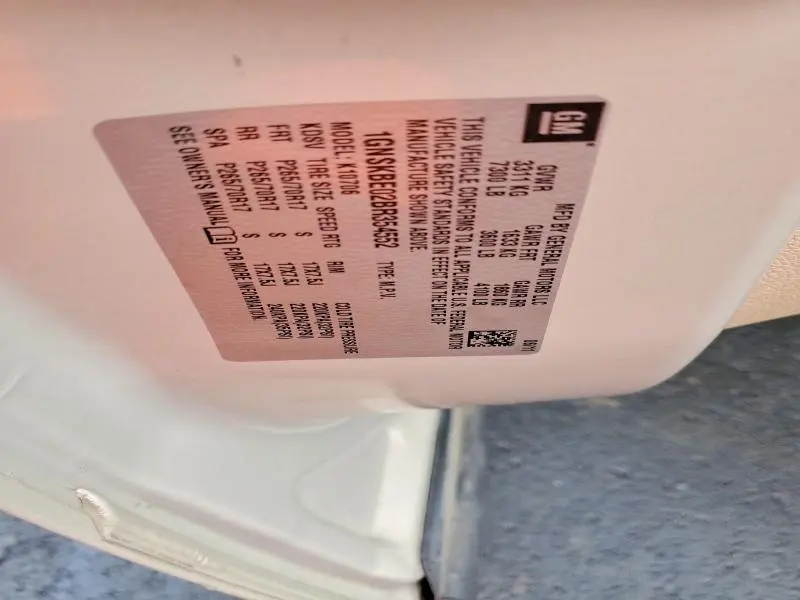 GM
MFD BY GENERAL MOTORS LLC
GVWR GAWR FRT GAWR RR
3311 KG 1633 KG KG
7300 LB 3600 LB 4100 LB
THIS VEHICLE CONFORMS TO ALL APPLICABLE U.S. FEDERAL MOTOR
VEHICLE SAFETY STANDARDS IN EFFECT ON THE DATE OF
MANUFACTURE SHOWN ABOVE.
TYPE: M.P.V.
MODEL: K10706 COLD TIRE PRESSURE
TIRE SIZE SPEED RTG RIM
FRT P265/70R17 S 17X7.5J
RR P265/70R17 S 17X7.5J
SPA P265/70R17 S 17X7.5J
SEE OWNER'S MANUAL FOR MORE INFORMATION.